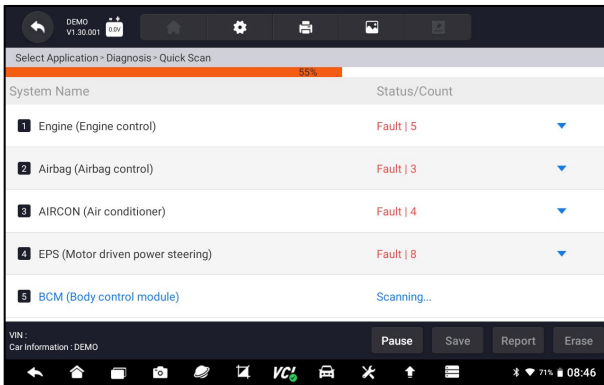 DEMO
V1.30.001
0.0V
Select Application > Diagnosis > Quick Scan
55%
System Name Status/Count
1 Engine (Engine control) Fault | 5
2 Airbag (Airbag control) Fault | 3
3 AIRCON (Air conditioner) Fault | 4
4 EPS (Motor driven power steering) Fault | 8
5 BCM (Body control module) Scanning...
VIN :
Car Information : DEMO
Pause Save Report Erase
VCI 71% 08:46